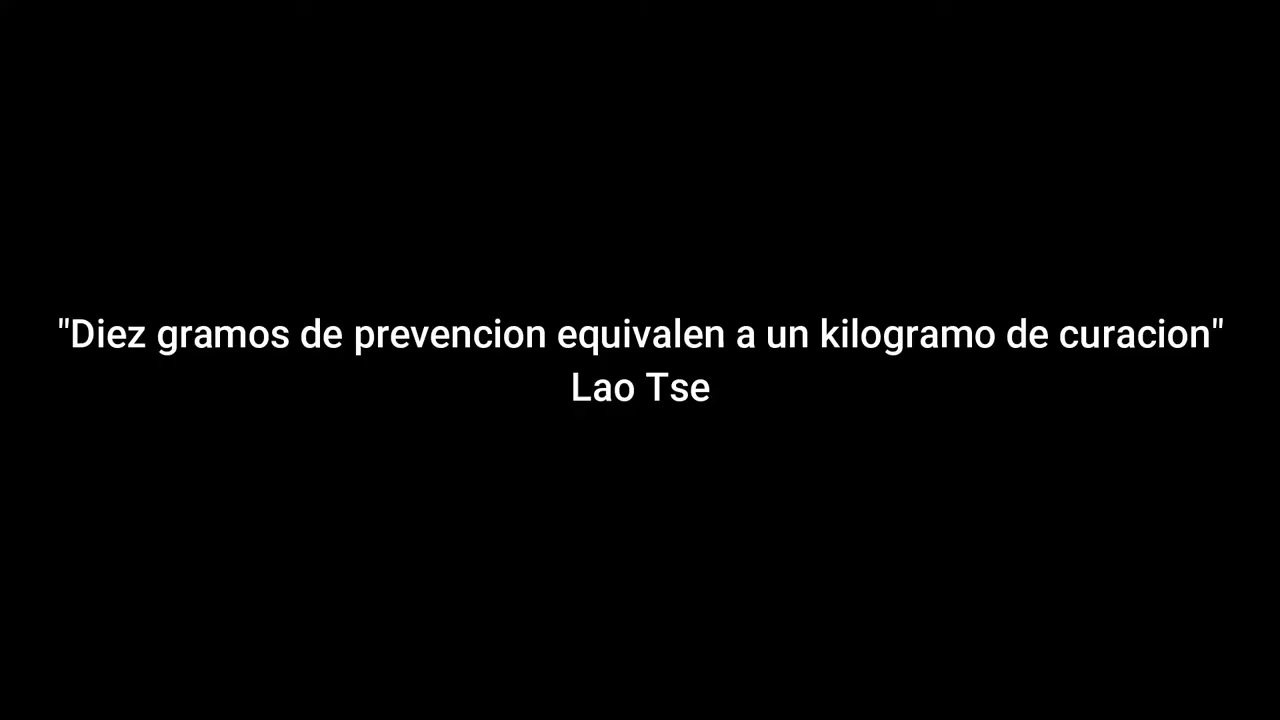 "Diez gramos de prevencion equivalen a un kilogramo de curacion"
Lao Tse